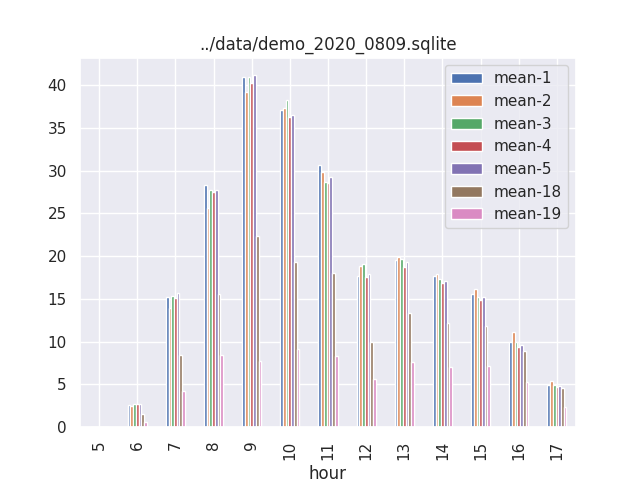 ../data/demo_2020_0809.sqlite
40
35
30
25
20
15
10
5
0
mean-1
mean-2
mean-3
mean-4
mean-5
mean-18
mean-19
5 6 7 8 9 10 11 12 13 14 15 16 17
hour